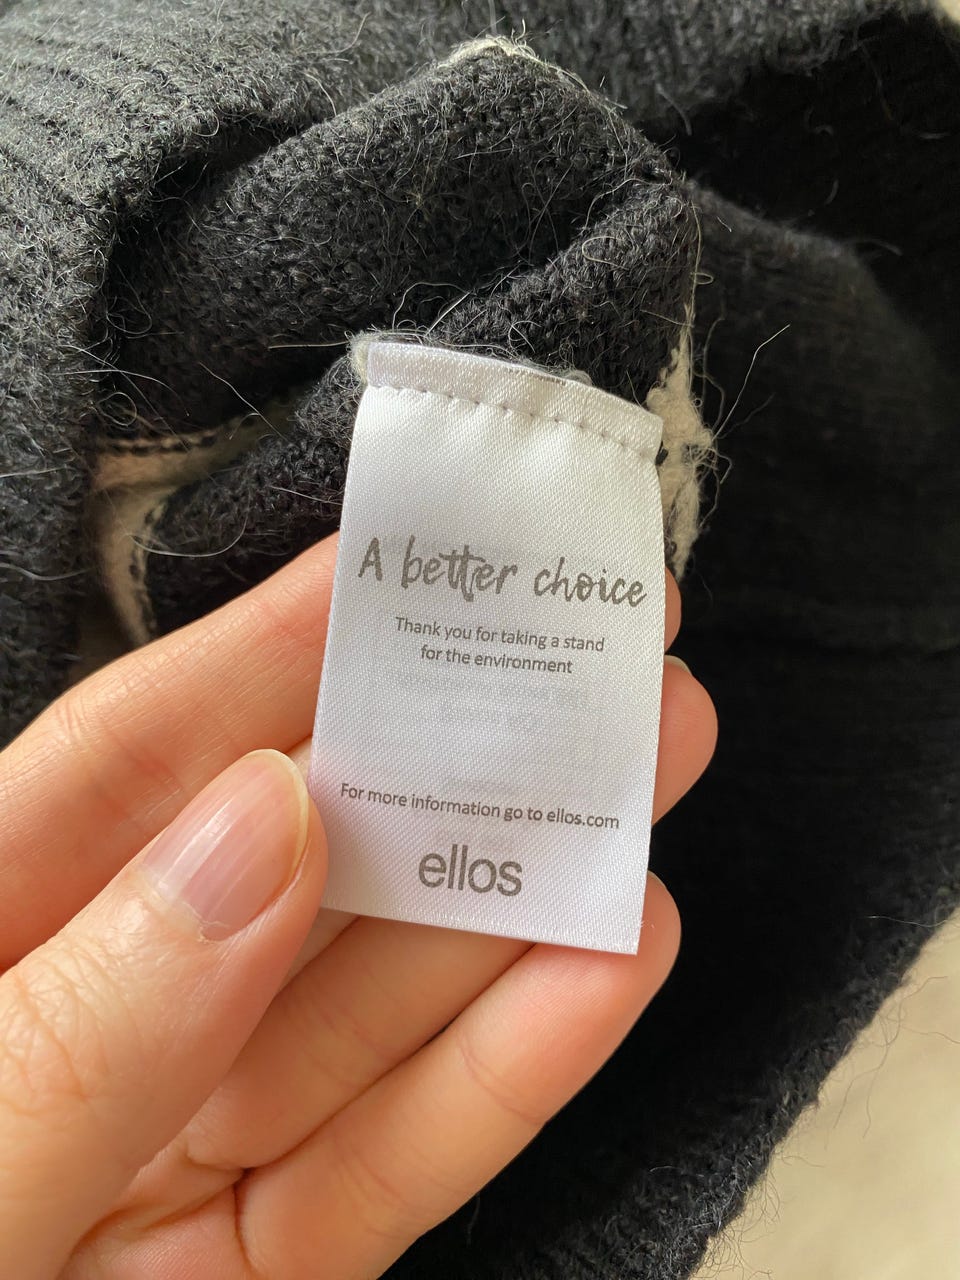 A better choice
Thank you for taking a stand
for the environment
For more information go to ellos.com
ellos